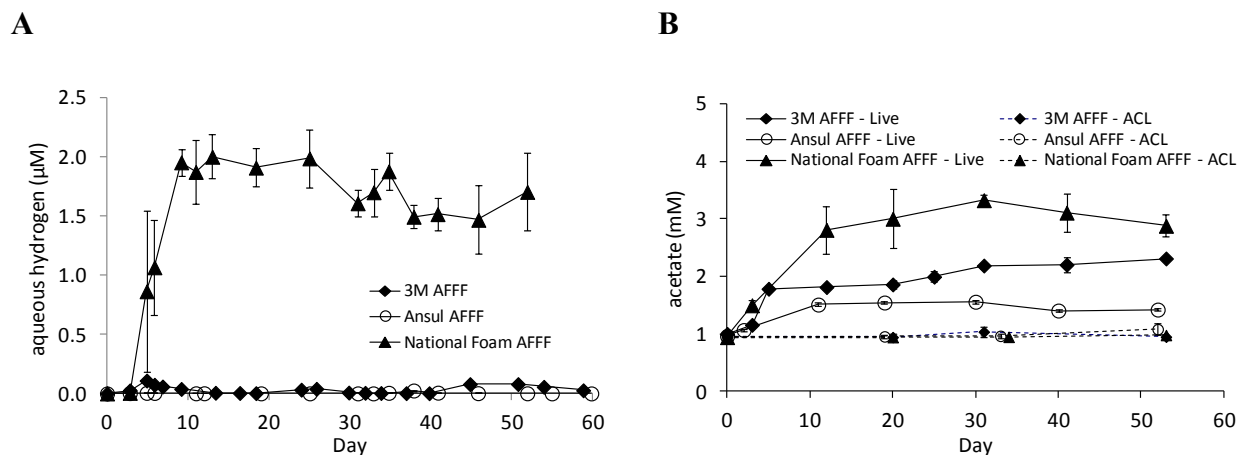 A
aqueous hydrogen (µM)
2.5
2.0
1.5
1.0
0.5
0.0
0 10 20 30 40 50 60
Day
3M AFFF
Ansul AFFF
National Foam AFFF
B
acetate (mM)
5
4
3
2
1
0
0 10 20 30 40 50 60
Day
3M AFFF - Live
Ansul AFFF - Live
National Foam AFFF - Live
3M AFFF - ACL
Ansul AFFF - ACL
National Foam AFFF - ACL